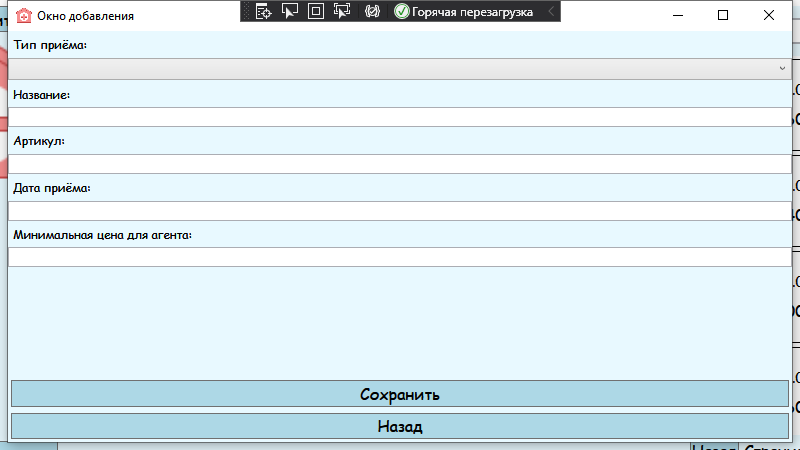 Окно добавления
Горячая перезагрузка
Тип приёма:
Название:
Артикул:
Дата приёма:
Минимальная цена для агента:
Сохранить
Назад